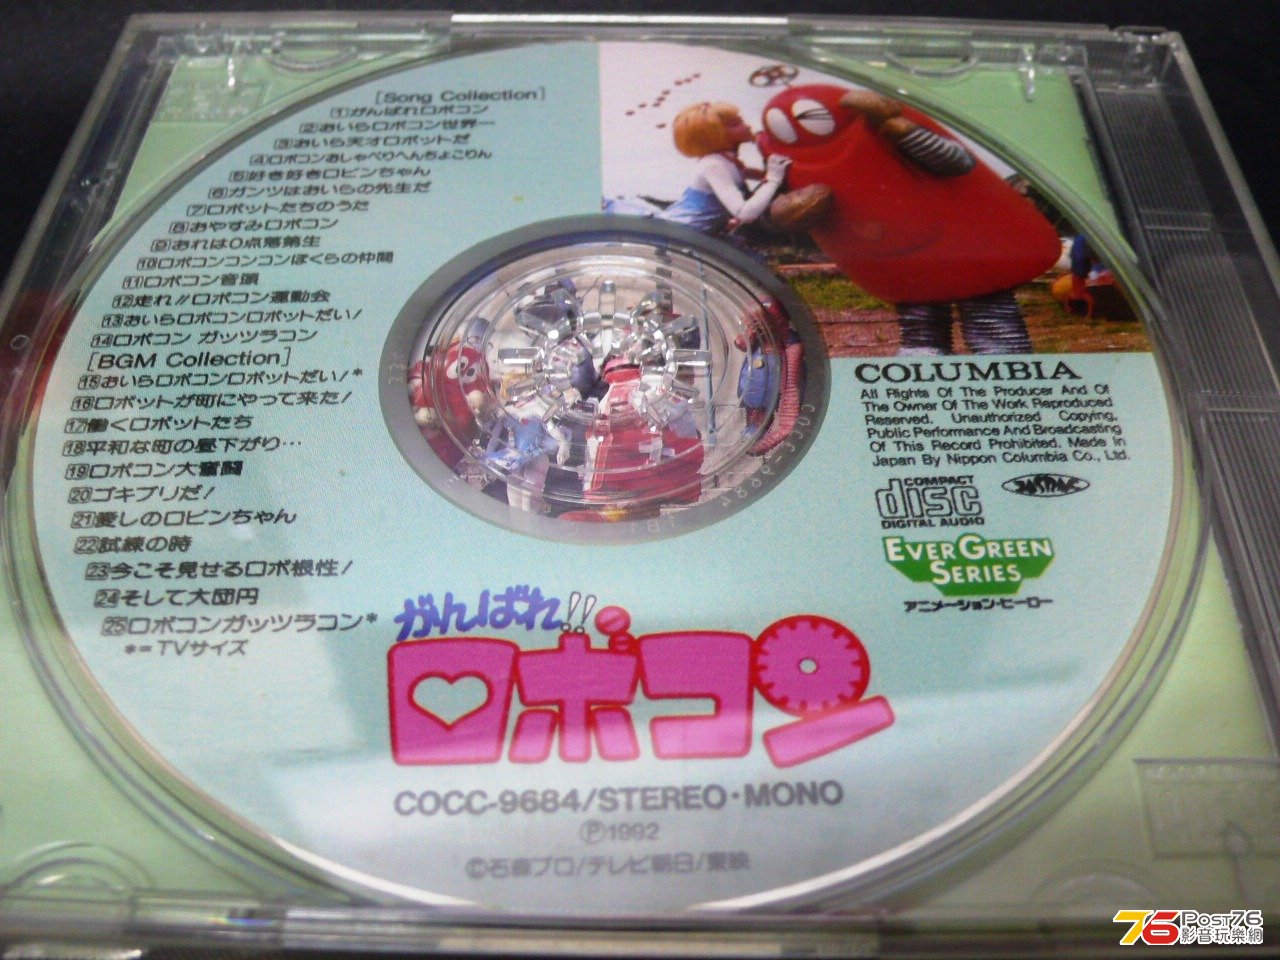 [Song Collection]
1がんばれロボコン
2おいらロボコン世界一
3おいら天才ロボットだ
4ロボコンおしゃべりへんちょこりん
5好き好きロビンちゃん
6ガンツはおいらの先生だ
7ロボットたちのうた
8おやすみロボコン
9おれは0点落第生
10ロボコンコンコンぼくらの仲間
11ロボコン音頭
12走れ!!ロボコン運動会
13おいらロボコンロボットだい!
14ロボコン ガッツラコン
[BGM Collection]
15おいらロボコンロボットだい!*
16ロボットが町にやって来た!
17働くロボットたち
18平和な町の昼下がり…
19ロボコン大奮闘
20ゴキブリだ!
21愛しのロビンちゃん
22試練の時
23今こそ見せるロボ根性!
24そして大団円
25ロボコンガッツラコン*
*=TVサイズ
COLUMBIA
All Rights Of The Producer And Of
The Owner Of The Work Reproduced
Reserved. Unauthorized Copying,
Public Performance And Broadcasting
Of This Record Prohibited. Made In
Japan By Nippon Columbia Co., Ltd.
COMPACT
disc
DIGITAL AUDIO
JASRAC
EVERGREEN
SERIES
アニメーション・ヒーロー
がんばれ!!
ロボコン
COCC-9684/STEREO・MONO
Ⓟ1992
©石森プロ/テレビ朝日/東映
76 Post76
影音玩樂網